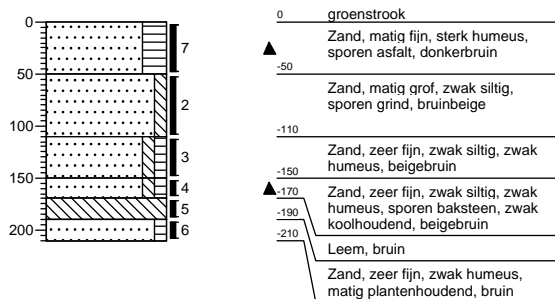 0
50
100
150
200
7
2
3
4
5
6
0
groenstrook
Zand, matig fijn, sterk humeus,
sporen asfalt, donkerbruin
-50
Zand, matig grof, zwak siltig,
sporen grind, bruinbeige
-110
Zand, zeer fijn, zwak siltig, zwak
humeus, beigebruin
-150
Zand, zeer fijn, zwak siltig, zwak
humeus, sporen baksteen, zwak
koolhoudend, beigebruin
-170
Leem, bruin
-190
Zand, zeer fijn, zwak humeus,
matig plantenhoudend, bruin
-210